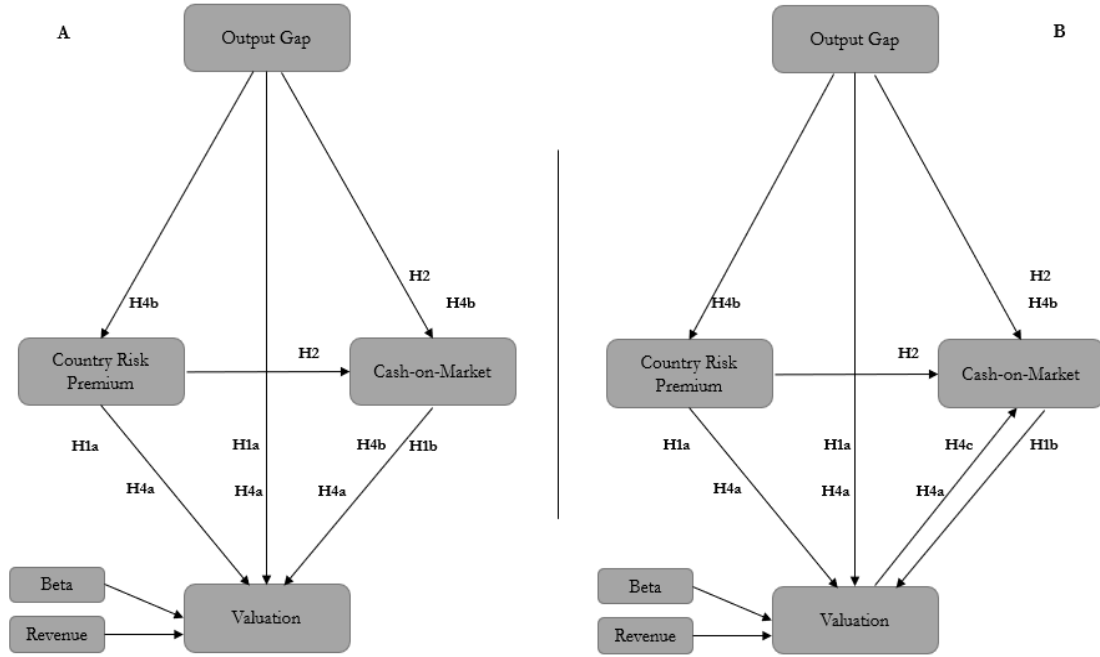 A
Output Gap
H2
H4b
H4b
Country Risk
Premium
H2
Cash-on-Market
H1a
H1a
H4b
H1b
H4a
H4a
H4a
Beta
Revenue
Valuation
B
Output Gap
H2
H4b
H4b
Country Risk
Premium
H2
Cash-on-Market
H1a
H1a
H4c
H1b
H4a
H4a
H4a
Beta
Revenue
Valuation